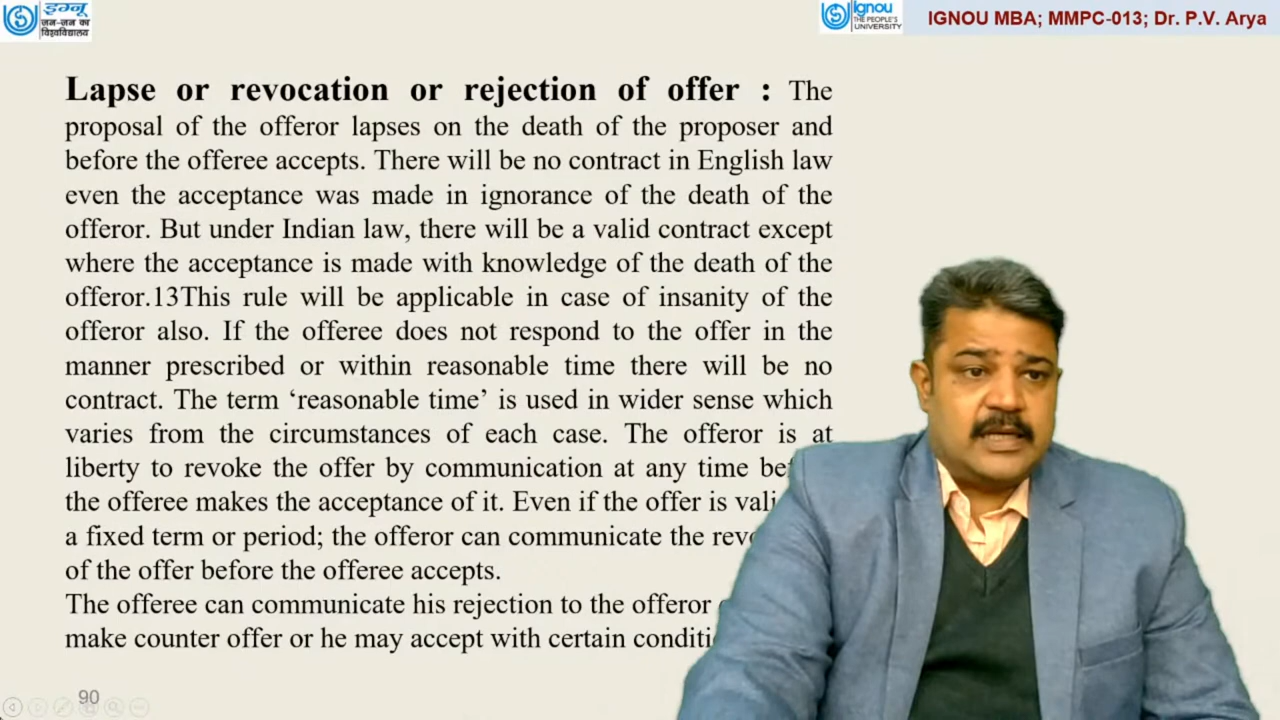 इग्नू
जन-जन का
विश्वविद्यालय
ignou
THE PEOPLE'S
UNIVERSITY
IGNOU MBA; MMPC-013; Dr. P.V. Arya
Lapse or revocation or rejection of offer : The
proposal of the offeror lapses on the death of the proposer and
before the offeree accepts. There will be no contract in English law
even the acceptance was made in ignorance of the death of the
offeror. But under Indian law, there will be a valid contract except
where the acceptance is made with knowledge of the death of the
offeror.13This rule will be applicable in case of insanity of the
offeror also. If the offeree does not respond to the offer in the
manner prescribed or within reasonable time there will be no
contract. The term ‘reasonable time’ is used in wider sense which
varies from the circumstances of each case. The offeror is at
liberty to revoke the offer by communication at any time
the offeree makes the acceptance of it. Even if the offer is
a fixed term or period; the offeror can communicate the
of the offer before the offeree accepts.
The offeree can communicate his rejection to the offeror
make counter offer or he may accept with certain
90